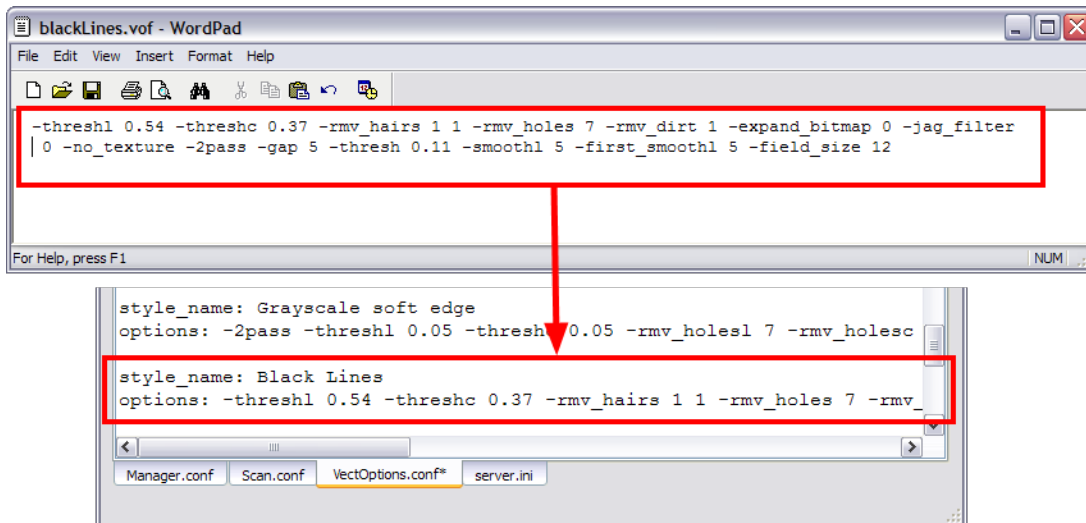 blackLines.vof - WordPad
File Edit View Insert Format Help
-threshl 0.54 -threshc 0.37 -rmv_hairs 1 1 -rmv_holes 7 -rmv_dirt 1 -expand_bitmap 0 -jag_filter
0 -no_texture -2pass -gap 5 -thresh 0.11 -smoothl 5 -first_smoothl 5 -field_size 12
For Help, press F1 NUM
style_name: Grayscale soft edge
options: -2pass -threshl 0.05 -thresh 0.05 -rmv_holesl 7 -rmv_holesc
style_name: Black Lines
options: -threshl 0.54 -threshc 0.37 -rmv_hairs 1 1 -rmv_holes 7 -rmv_
Manager.conf Scan.conf VectOptions.conf* server.ini